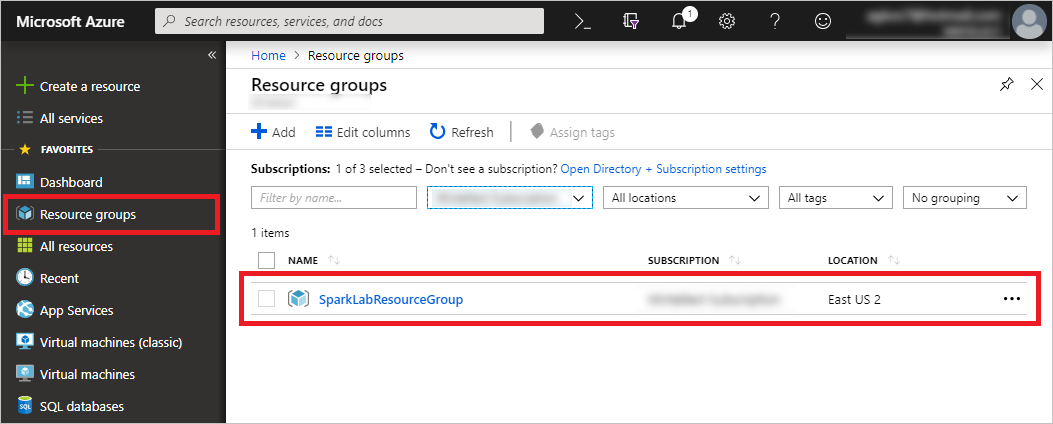 Microsoft Azure
Search resources, services, and docs
1
Home > Resource groups
Create a resource
All services
FAVORITES
Dashboard
Resource groups
All resources
Recent
App Services
Virtual machines (classic)
Virtual machines
SQL databases
Resource groups
Add Edit columns Refresh Assign tags
Subscriptions: 1 of 3 selected – Don't see a subscription? Open Directory + Subscription settings
Filter by name... All locations All tags No grouping
1 items
NAME SUBSCRIPTION LOCATION
SparkLabResourceGroup East US 2